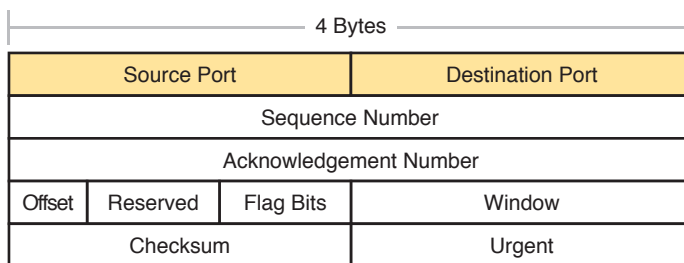 4 Bytes
Source Port Destination Port
Sequence Number
Acknowledgement Number
Offset Reserved Flag Bits Window
Checksum Urgent